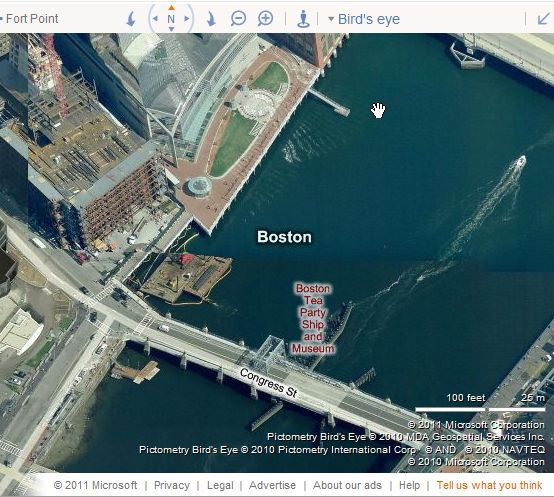 • Fort Point
N
Bird's eye
Boston
Boston
Tea
Party
Ship
and
Museum
Congress St
100 feet 25 m
© 2011 Microsoft Corporation
Pictometry Bird's Eye © 2010 MDA Geospatial Services Inc.
Pictometry Bird's Eye © 2010 Pictometry International Corp © AND © 2010 NAVTEQ
© 2010 Microsoft Corporation
© 2011 Microsoft | Privacy | Legal | Advertise | About our ads | Help | Tell us what you think